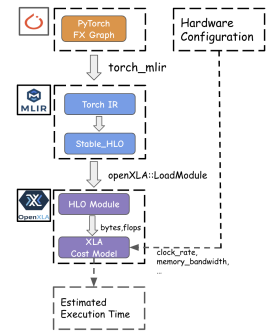 PyTorch
FX Graph
Hardware
Configuration
torch_mlir
MLIR
Torch IR
Stable_HLO
openXLA::LoadModule
OpenXLA
HLO Module
bytes,flops
XLA
Cost Model
clock_rate,
memory_bandwidth,
...
Estimated
Execution Time